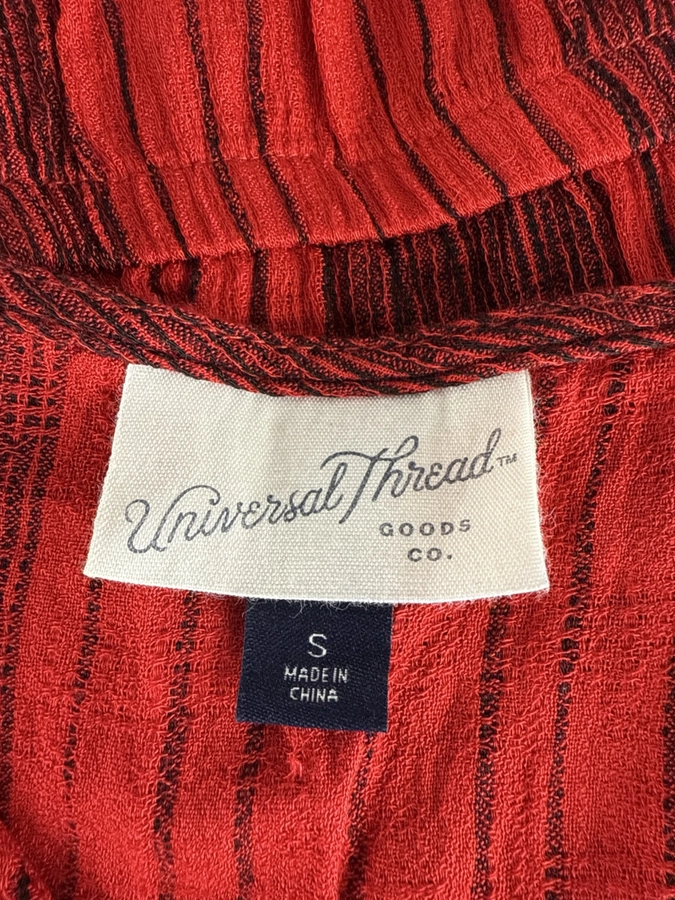 Universal Thread™
GOODS
CO.
S
MADE IN
CHINA